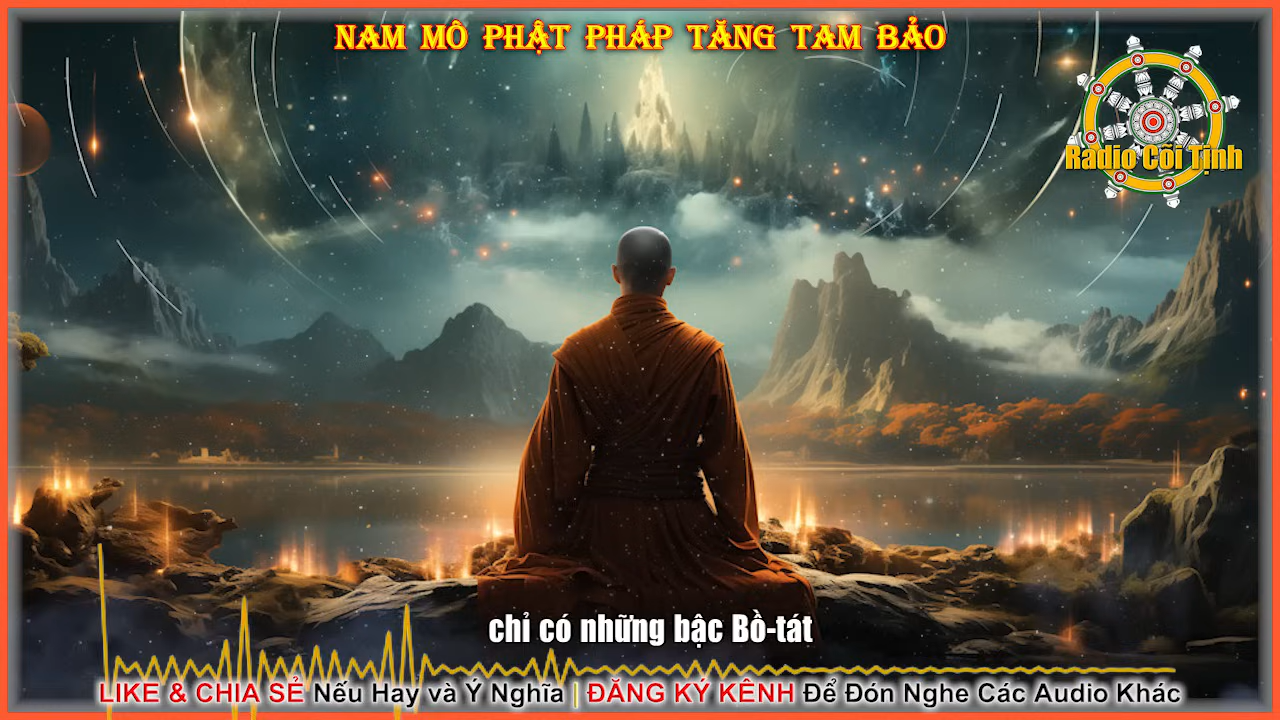 NAM MÔ PHẬT PHÁP TĂNG TAM BẢO
Radio Cõi Tịnh
chỉ có những bậc Bồ-tát
LIKE & CHIA SẺ Nếu Hay và Ý Nghĩa | ĐĂNG KÝ KÊNH Để Đón Nghe Các Audio Khác